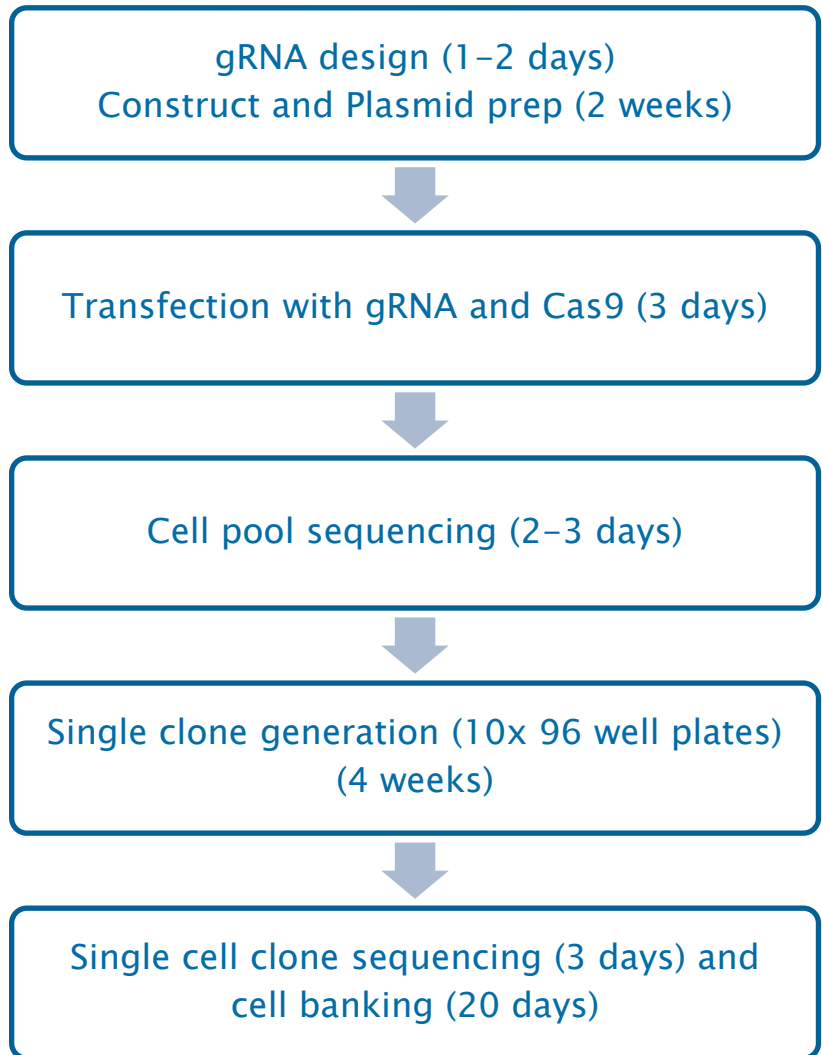 gRNA design (1–2 days)
Construct and Plasmid prep (2 weeks)
Transfection with gRNA and Cas9 (3 days)
Cell pool sequencing (2–3 days)
Single clone generation (10x 96 well plates)
(4 weeks)
Single cell clone sequencing (3 days) and
cell banking (20 days)